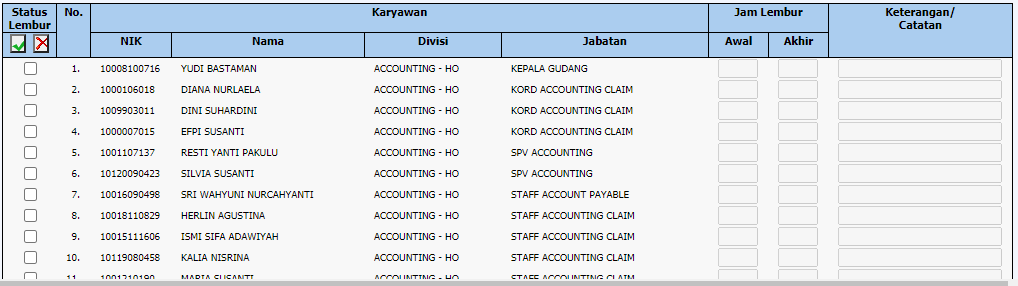 Status Lembur No. Karyawan Jam Lembur Keterangan/ Catatan
NIK Nama Divisi Jabatan Awal Akhir
1. 10008100716 YUDI BASTAMAN ACCOUNTING - HO KEPALA GUDANG
2. 1000106018 DIANA NURLAELA ACCOUNTING - HO KORD ACCOUNTING CLAIM
3. 1009903011 DINI SUHARDINI ACCOUNTING - HO KORD ACCOUNTING CLAIM
4. 1000007015 EFPI SUSANTI ACCOUNTING - HO KORD ACCOUNTING CLAIM
5. 1001107137 RESTI YANTI PAKULU ACCOUNTING - HO SPV ACCOUNTING
6. 10120090423 SILVIA SUSANTI ACCOUNTING - HO SPV ACCOUNTING
7. 10016090498 SRI WAHYUNI NURCAHYANTI ACCOUNTING - HO STAFF ACCOUNT PAYABLE
8. 10018110829 HERLIN AGUSTINA ACCOUNTING - HO STAFF ACCOUNTING CLAIM
9. 10015111606 ISMI SIFA ADAWIYAH ACCOUNTING - HO STAFF ACCOUNTING CLAIM
10. 10119080458 KALIA NISRINA ACCOUNTING - HO STAFF ACCOUNTING CLAIM
11. 1001210190 MARIA SUSANTI ACCOUNTING - HO STAFF ACCOUNTING CLAIM